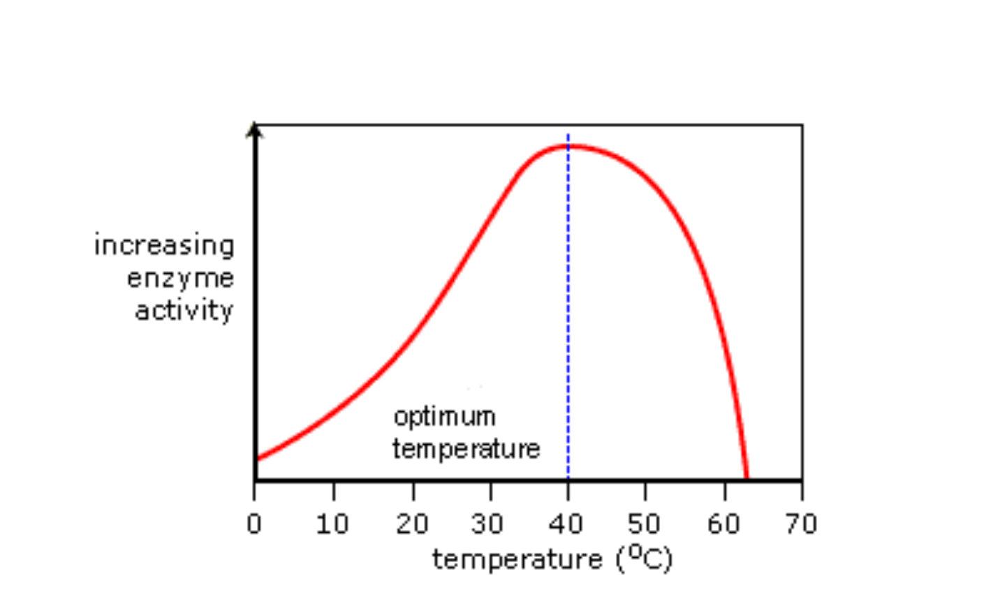 increasing
enzyme
activity
optimum
temperature
0 10 20 30 40 50 60 70
temperature (⁰C)